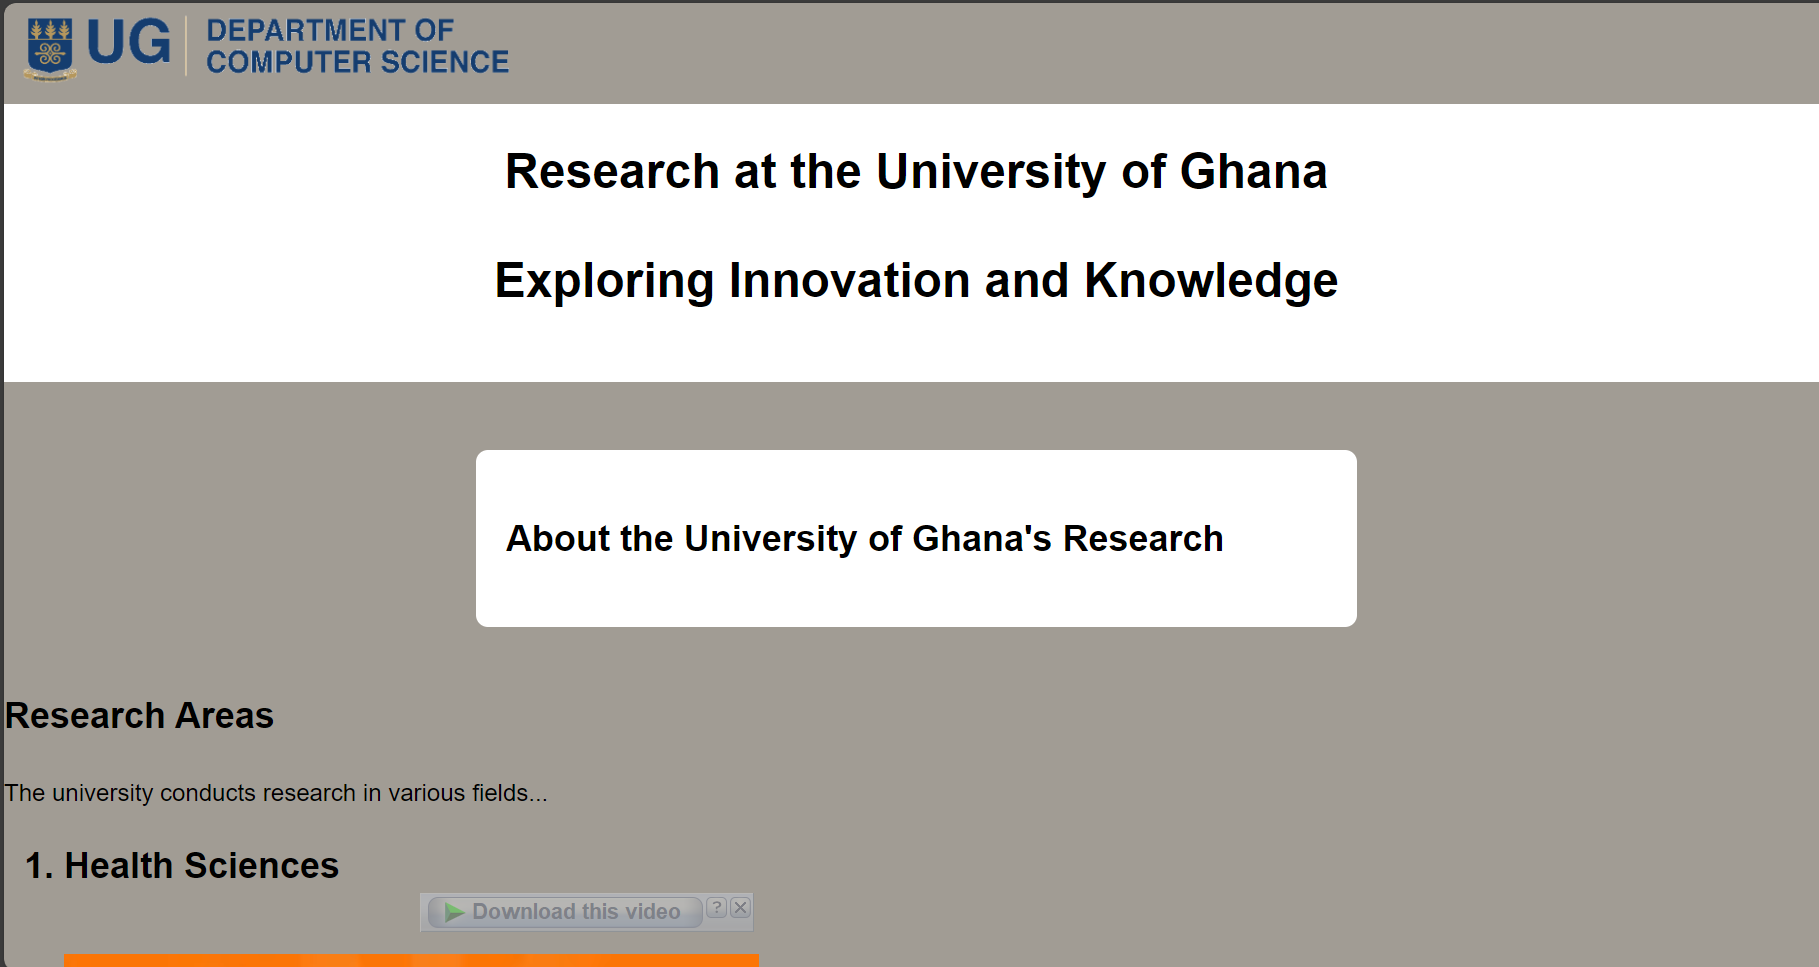 UG
DEPARTMENT OF
COMPUTER SCIENCE
Research at the University of Ghana
Exploring Innovation and Knowledge
About the University of Ghana's Research
Research Areas
The university conducts research in various fields...
1. Health Sciences
Download this video ?